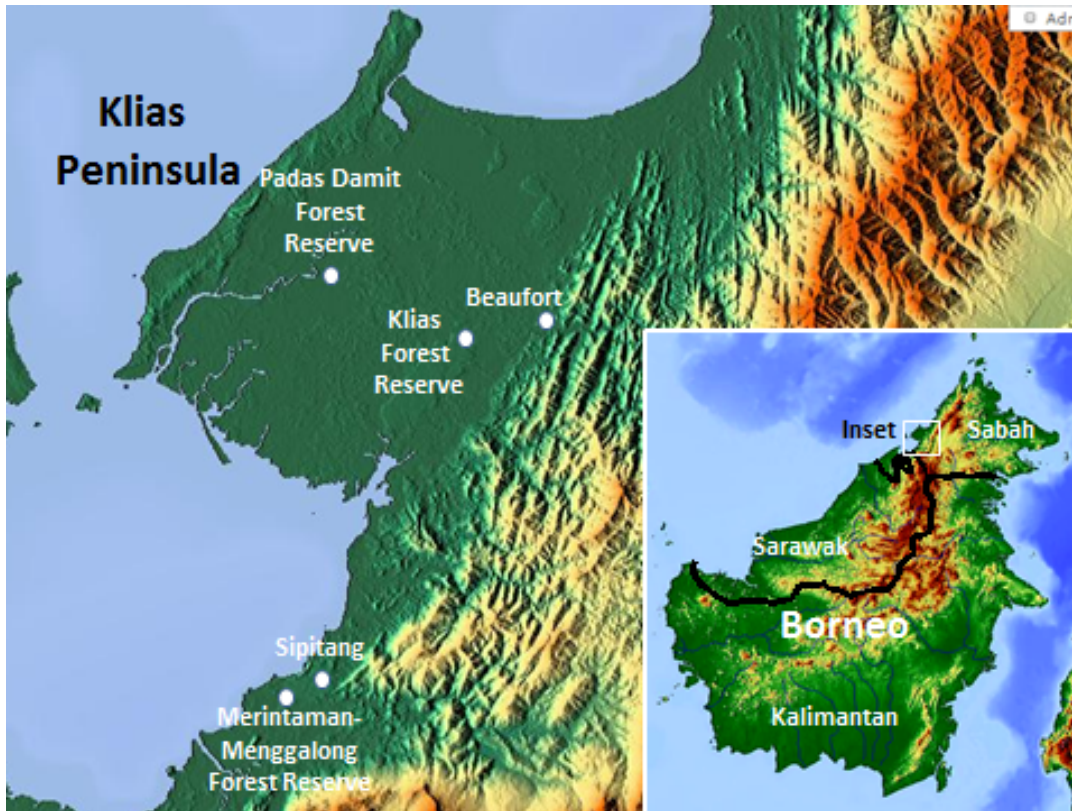 Klias
Peninsula
Padas Damit
Forest
Reserve
Beaufort
Klias
Forest
Reserve
Sipitang
Merintaman-
Menggalong
Forest Reserve
Inset
Sabah
Sarawak
Borneo
Kalimantan